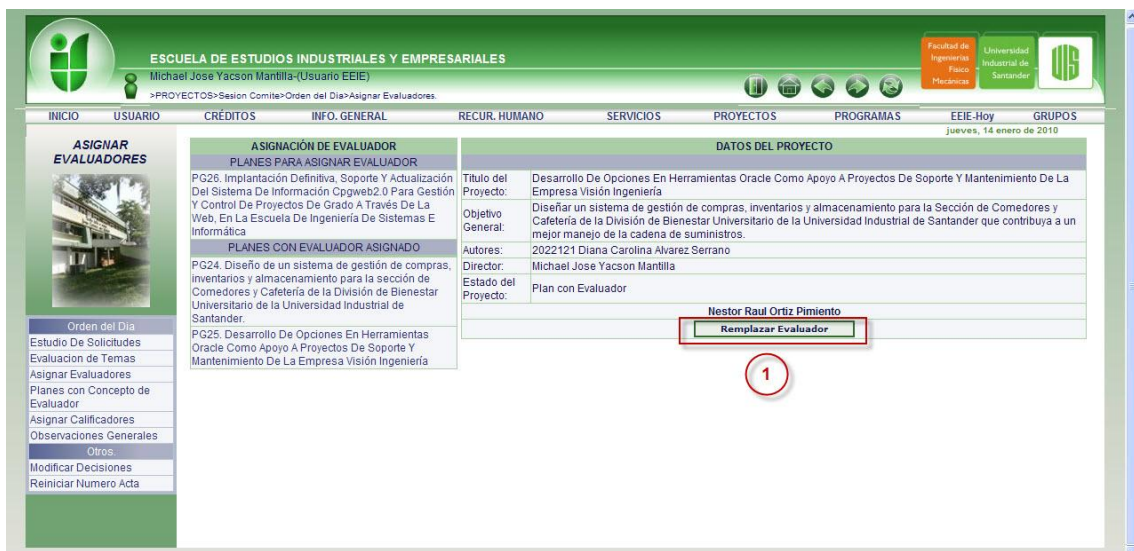 ESCUELA DE ESTUDIOS INDUSTRIALES Y EMPRESARIALES
Michael Jose Yacson Mantilla-(Usuario EEIE)
>PROYECTOS>Sesion Comite>Orden del Dia>Asignar Evaluadores.
Facultad de
Ingenierías
Físico
Mecánicas
Universidad
Industrial de
Santander
UIS
INICIO USUARIO CRÉDITOS INFO. GENERAL RECUR. HUMANO SERVICIOS PROYECTOS PROGRAMAS EEIE-Hoy GRUPOS
jueves, 14 enero de 2010
ASIGNAR
EVALUADORES
Orden del Dia
Estudio De Solicitudes
Evaluacion de Temas
Asignar Evaluadores
Planes con Concepto de
Evaluador
Asignar Calificadores
Observaciones Generales
Otros.
Modificar Decisiones
Reiniciar Numero Acta
ASIGNACIÓN DE EVALUADOR
PLANES PARA ASIGNAR EVALUADOR
PG26. Implantación Definitiva, Soporte Y Actualización
Del Sistema De Información Cpgweb2.0 Para Gestión
Y Control De Proyectos De Grado A Través De La
Web, En La Escuela De Ingeniería De Sistemas E
Informática
PLANES CON EVALUADOR ASIGNADO
PG24. Diseño de un sistema de gestión de compras,
inventarios y almacenamiento para la sección de
Comedores y Cafetería de la División de Bienestar
Universitario de la Universidad Industrial de
Santander.
PG25. Desarrollo De Opciones En Herramientas
Oracle Como Apoyo A Proyectos De Soporte Y
Mantenimiento De La Empresa Visión Ingeniería
DATOS DEL PROYECTO
Titulo del
Proyecto:
Desarrollo De Opciones En Herramientas Oracle Como Apoyo A Proyectos De Soporte Y Mantenimiento De La
Empresa Visión Ingeniería
Objetivo
General:
Diseñar un sistema de gestión de compras, inventarios y almacenamiento para la Sección de Comedores y
Cafetería de la División de Bienestar Universitario de la Universidad Industrial de Santander que contribuya a un
mejor manejo de la cadena de suministros.
Autores: 2022121 Diana Carolina Alvarez Serrano
Director: Michael Jose Yacson Mantilla
Estado del
Proyecto:
Plan con Evaluador
Nestor Raul Ortiz Pimiento
Remplazar Evaluador
1